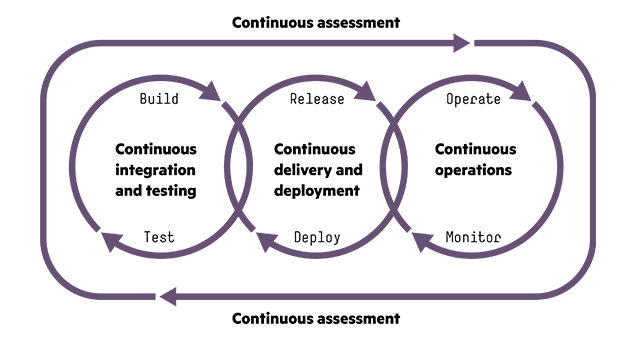 Continuous assessment
Build
Release
Operate
Continuous
integration
and testing
Continuous
delivery and
deployment
Continuous
operations
Test
Deploy
Monitor
Continuous assessment